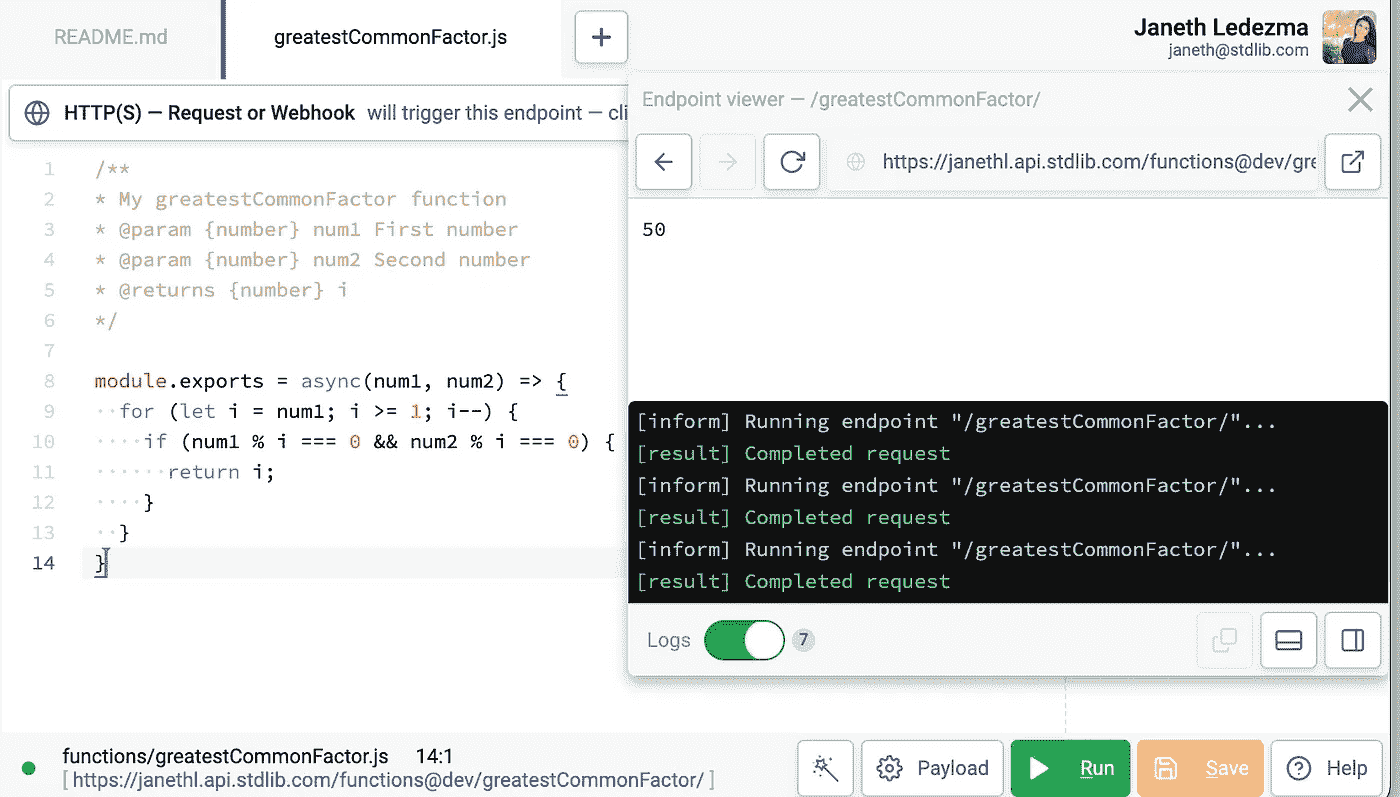 README.md
greatestCommonFactor.js
+
Janeth Ledezma
janeth@stdlib.com
HTTP(S) — Request or Webhook will trigger this endpoint — cli
1 /**
2 * My greatestCommonFactor function
3 * @param {number} num1 First number
4 * @param {number} num2 Second number
5 * @returns {number} i
6 */
7
8 module.exports = async(num1, num2) => {
9 ··for (let i = num1; i >= 1; i--) {
10 ····if (num1 % i === 0 && num2 % i === 0) {
11 ······return i;
12 ····}
13 ··}
14 }
Endpoint viewer — /greatestCommonFactor/
https://janethl.api.stdlib.com/functions@dev/gre
50
[inform] Running endpoint "/greatestCommonFactor/"...
[result] Completed request
[inform] Running endpoint "/greatestCommonFactor/"...
[result] Completed request
[inform] Running endpoint "/greatestCommonFactor/"...
[result] Completed request
Logs 7
functions/greatestCommonFactor.js 14:1
[ https://janethl.api.stdlib.com/functions@dev/greatestCommonFactor/ ]
Payload
Run
Save
Help